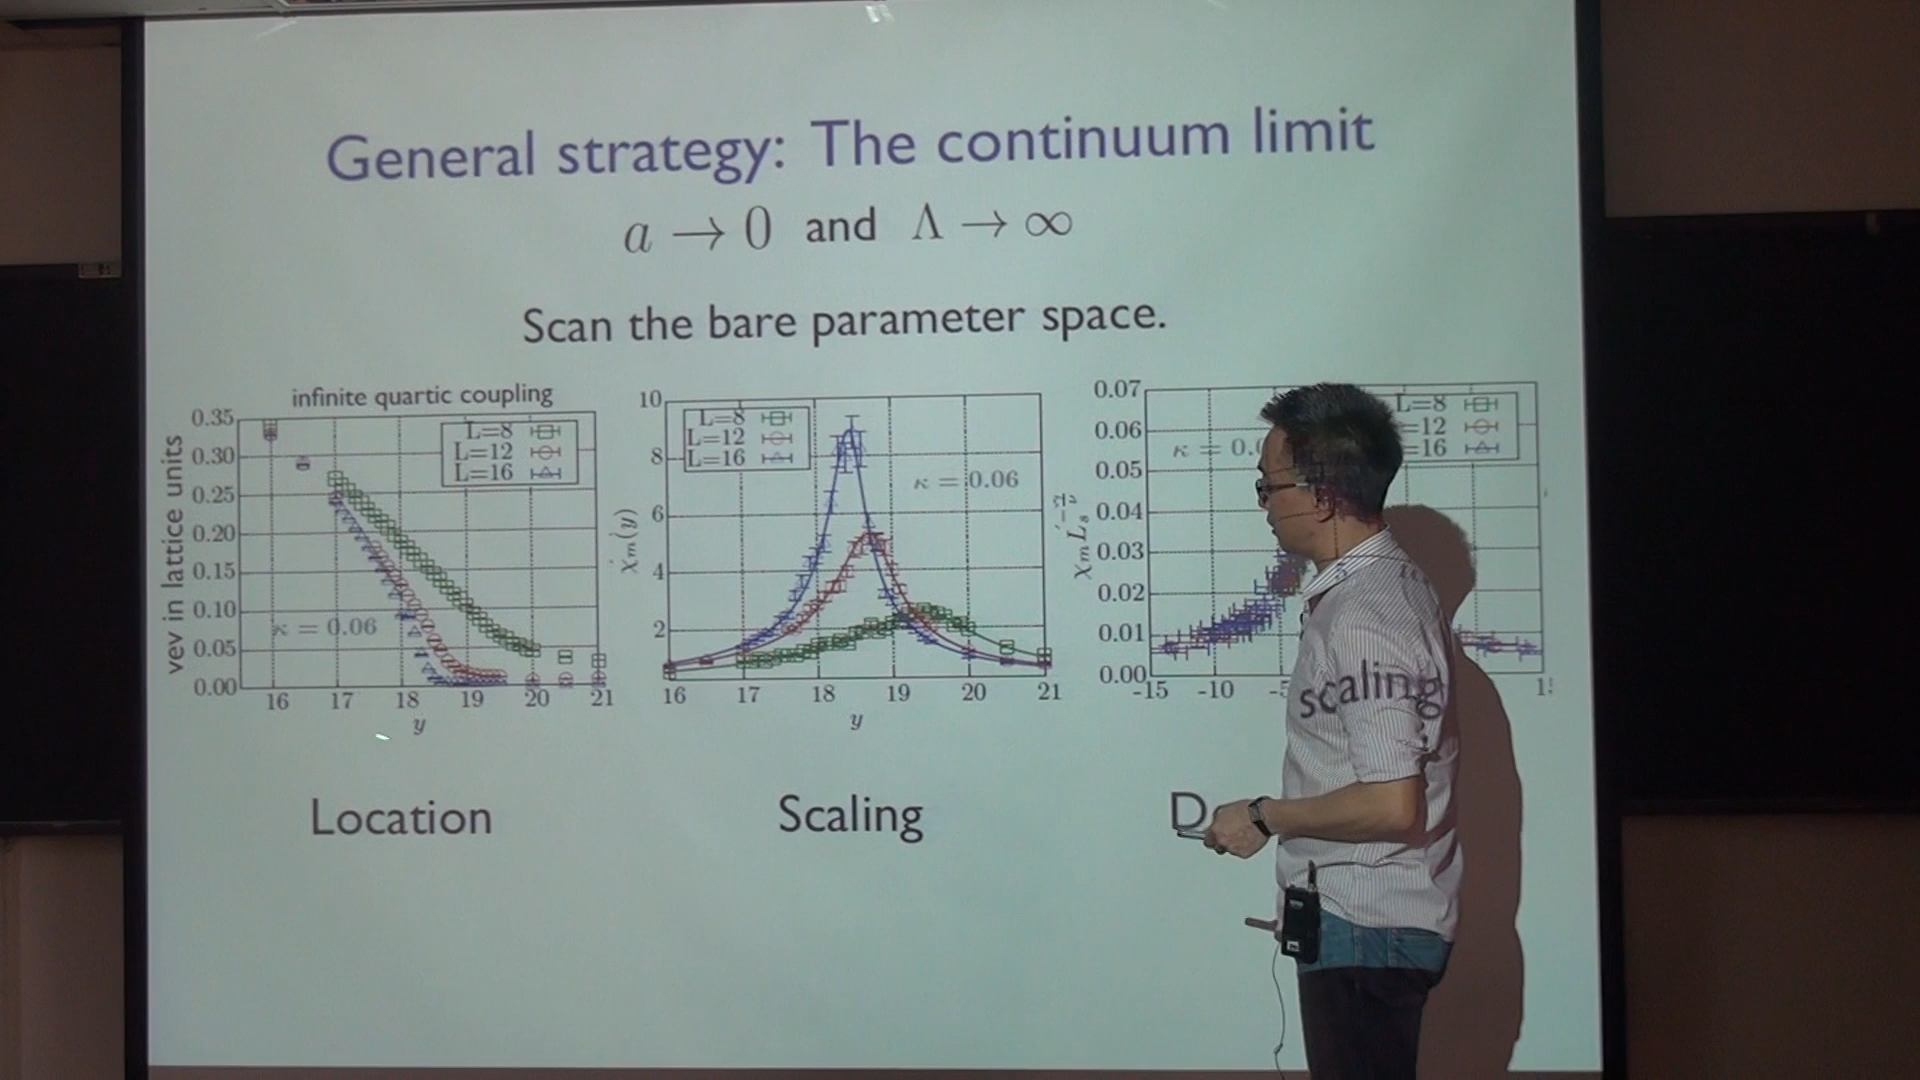 General strategy: The continuum limit
a → 0 and Λ → ∞
Scan the bare parameter space.
infinite quartic coupling
vev in lattice units
0.35
0.30
0.25
0.20
0.15
0.10
0.05
0.00
L=8
L=12
L=16
κ = 0.06
16 17 18 19 20 21
y
χm(y)
10
8
6
4
2
L=8
L=12
L=16
κ = 0.06
16 17 18 19 20 21
y
0.07
0.06
0.05
0.04
0.03
0.02
0.01
0.00
κ = 0.0
L=8
=12
=16
-15 -10 -5
scaling
Location
Scaling